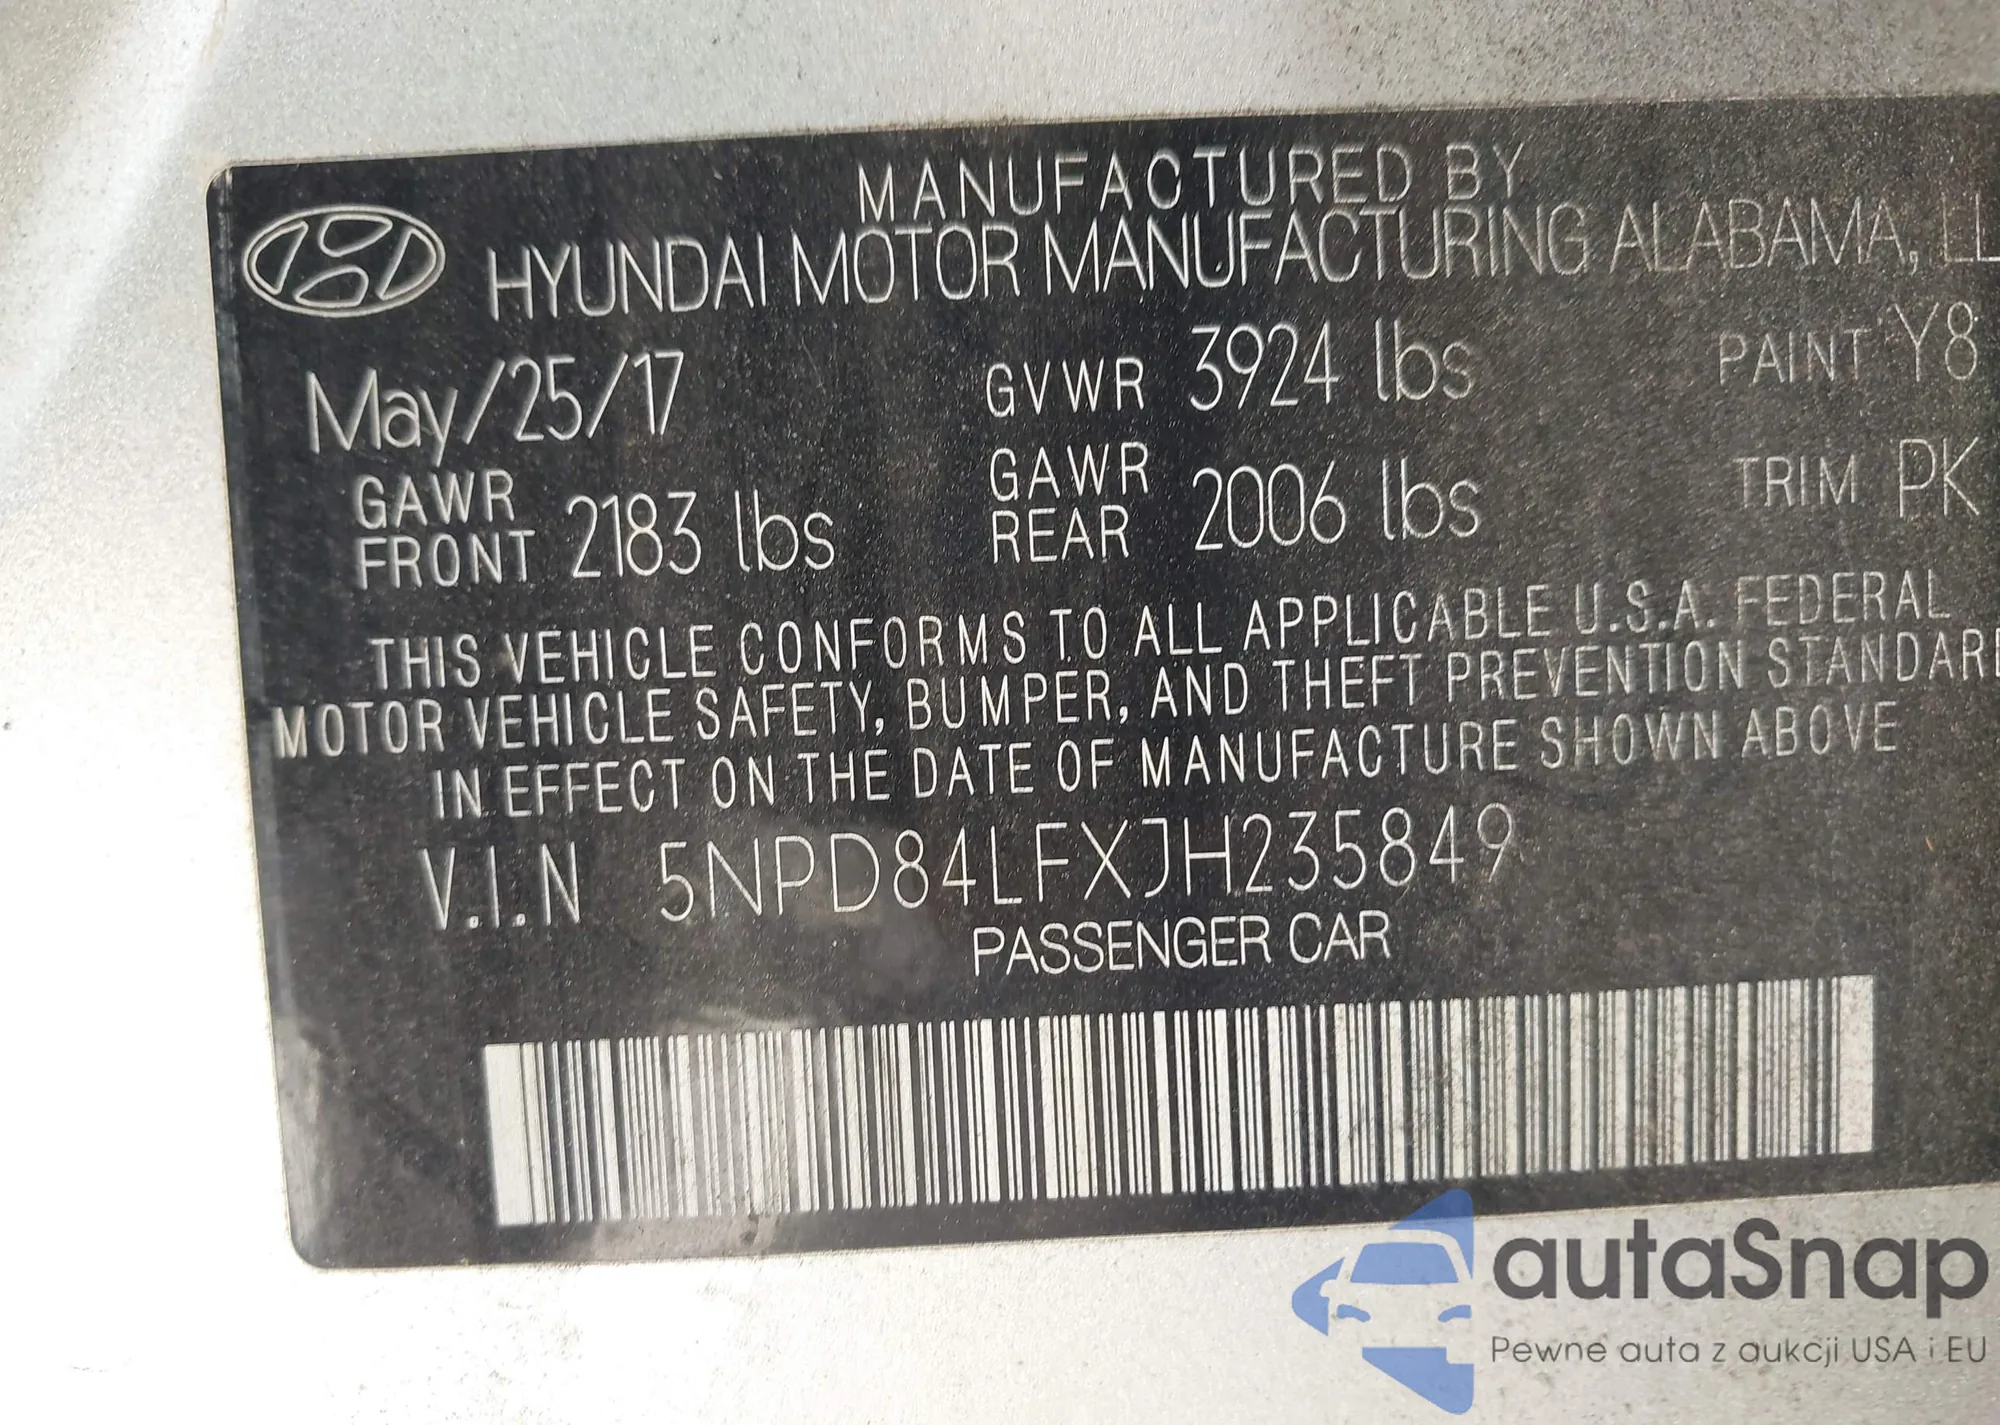 MANUFACTURED BY
HYUNDAI MOTOR MANUFACTURING ALABAMA, LL
May/25/17 GVWR 3924 lbs PAINT Y8
GAWR FRONT 2183 lbs GAWR REAR 2006 lbs TRIM PK
THIS VEHICLE CONFORMS TO ALL APPLICABLE U.S.A. FEDERAL
MOTOR VEHICLE SAFETY, BUMPER, AND THEFT PREVENTION STANDARD
IN EFFECT ON THE DATE OF MANUFACTURE SHOWN ABOVE
V.I.N 5NPD84LFXJH235849
PASSENGER CAR
autaSnap
Pewne auta z aukcji USA i EU